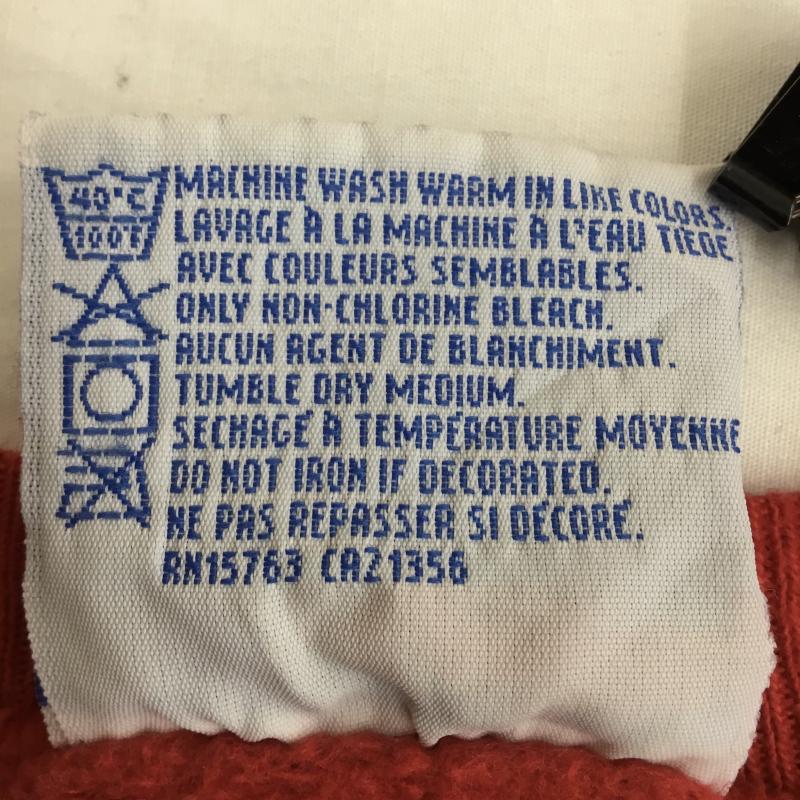 40°C
100°F
MACHINE WASH WARM IN LIKE COLORS.
LAVAGE À LA MACHINE À L'EAU TIEDE
AVEC COULEURS SEMBLABLES.
ONLY NON-CHLORINE BLEACH.
AUCUN AGENT DE BLANCHIMENT.
TUMBLE DRY MEDIUM.
SECHAGÉ À TEMPÉRATURE MOYENNE
DO NOT IRON IF DECORATED.
NE PAS REPASSER SI DÉCORÉ.
RN15763 CA21356